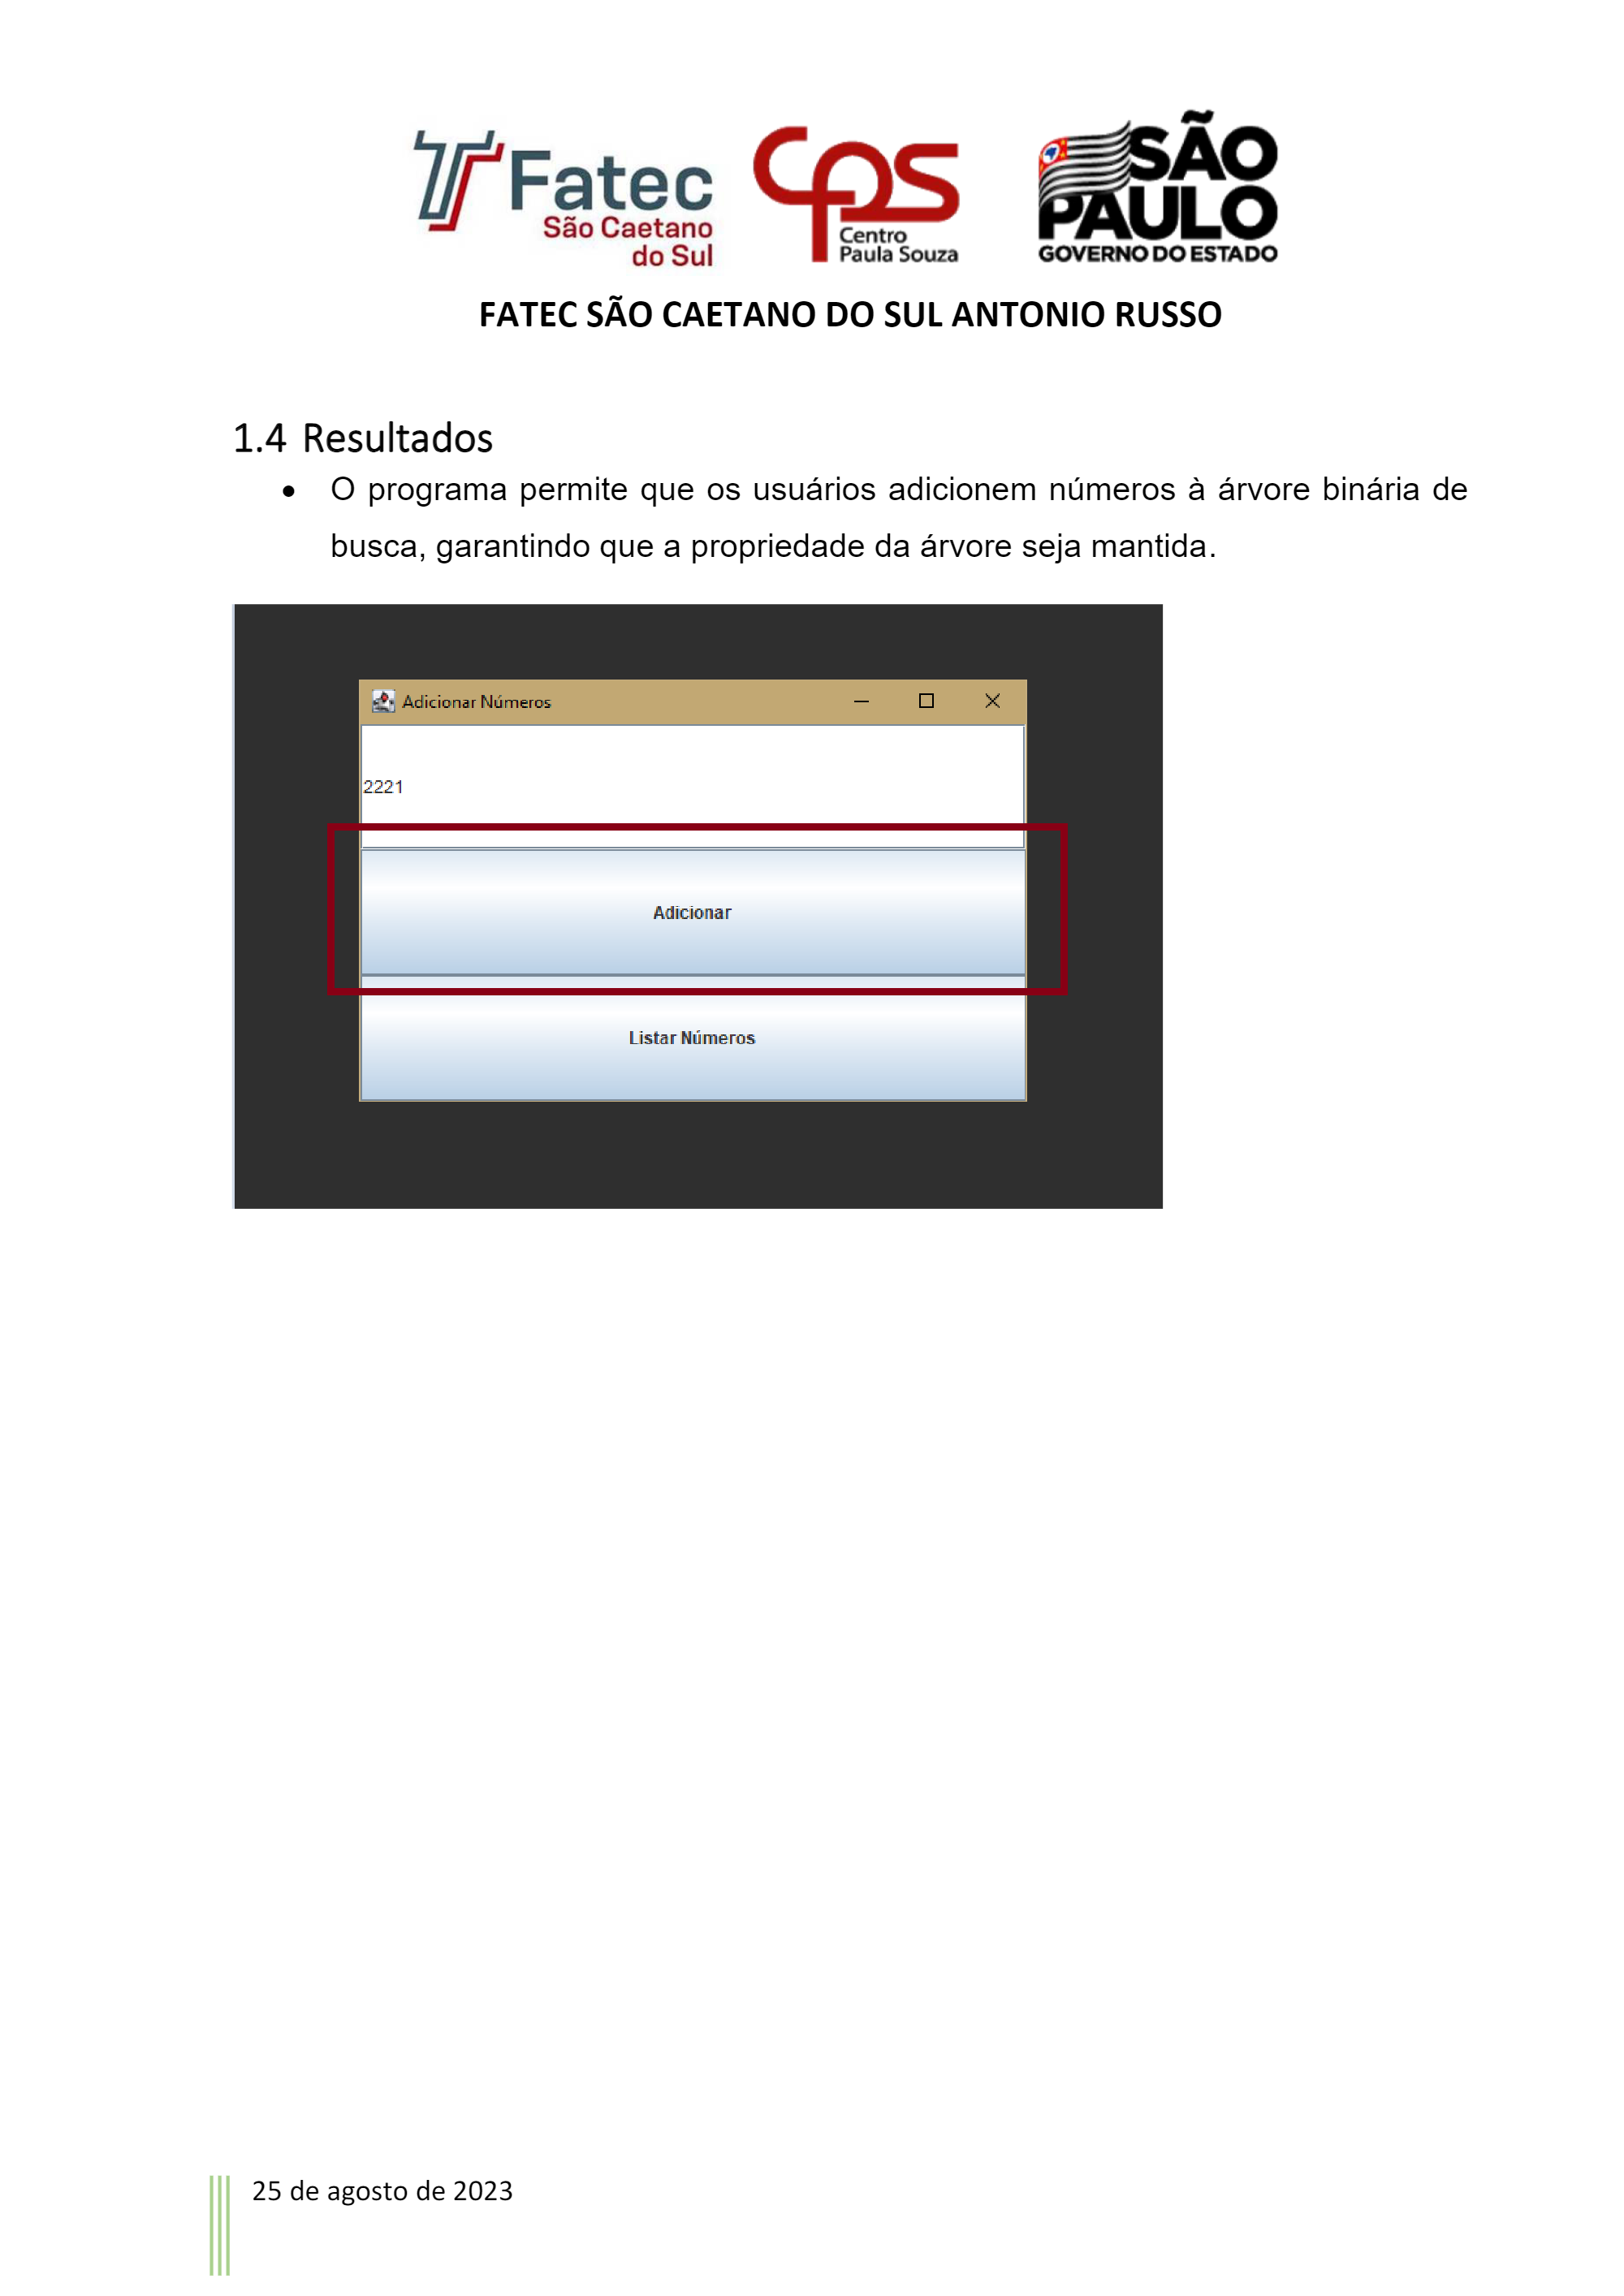 Fatec
São Caetano
do Sul
CPS
Centro
Paula Souza
SÃO
PAULO
GOVERNO DO ESTADO
FATEC SÃO CAETANO DO SUL ANTONIO RUSSO
1.4 Resultados
• O programa permite que os usuários adicionem números à árvore binária de
busca, garantindo que a propriedade da árvore seja mantida.
Adicionar Números
2221
Adicionar
Listar Números
25 de agosto de 2023